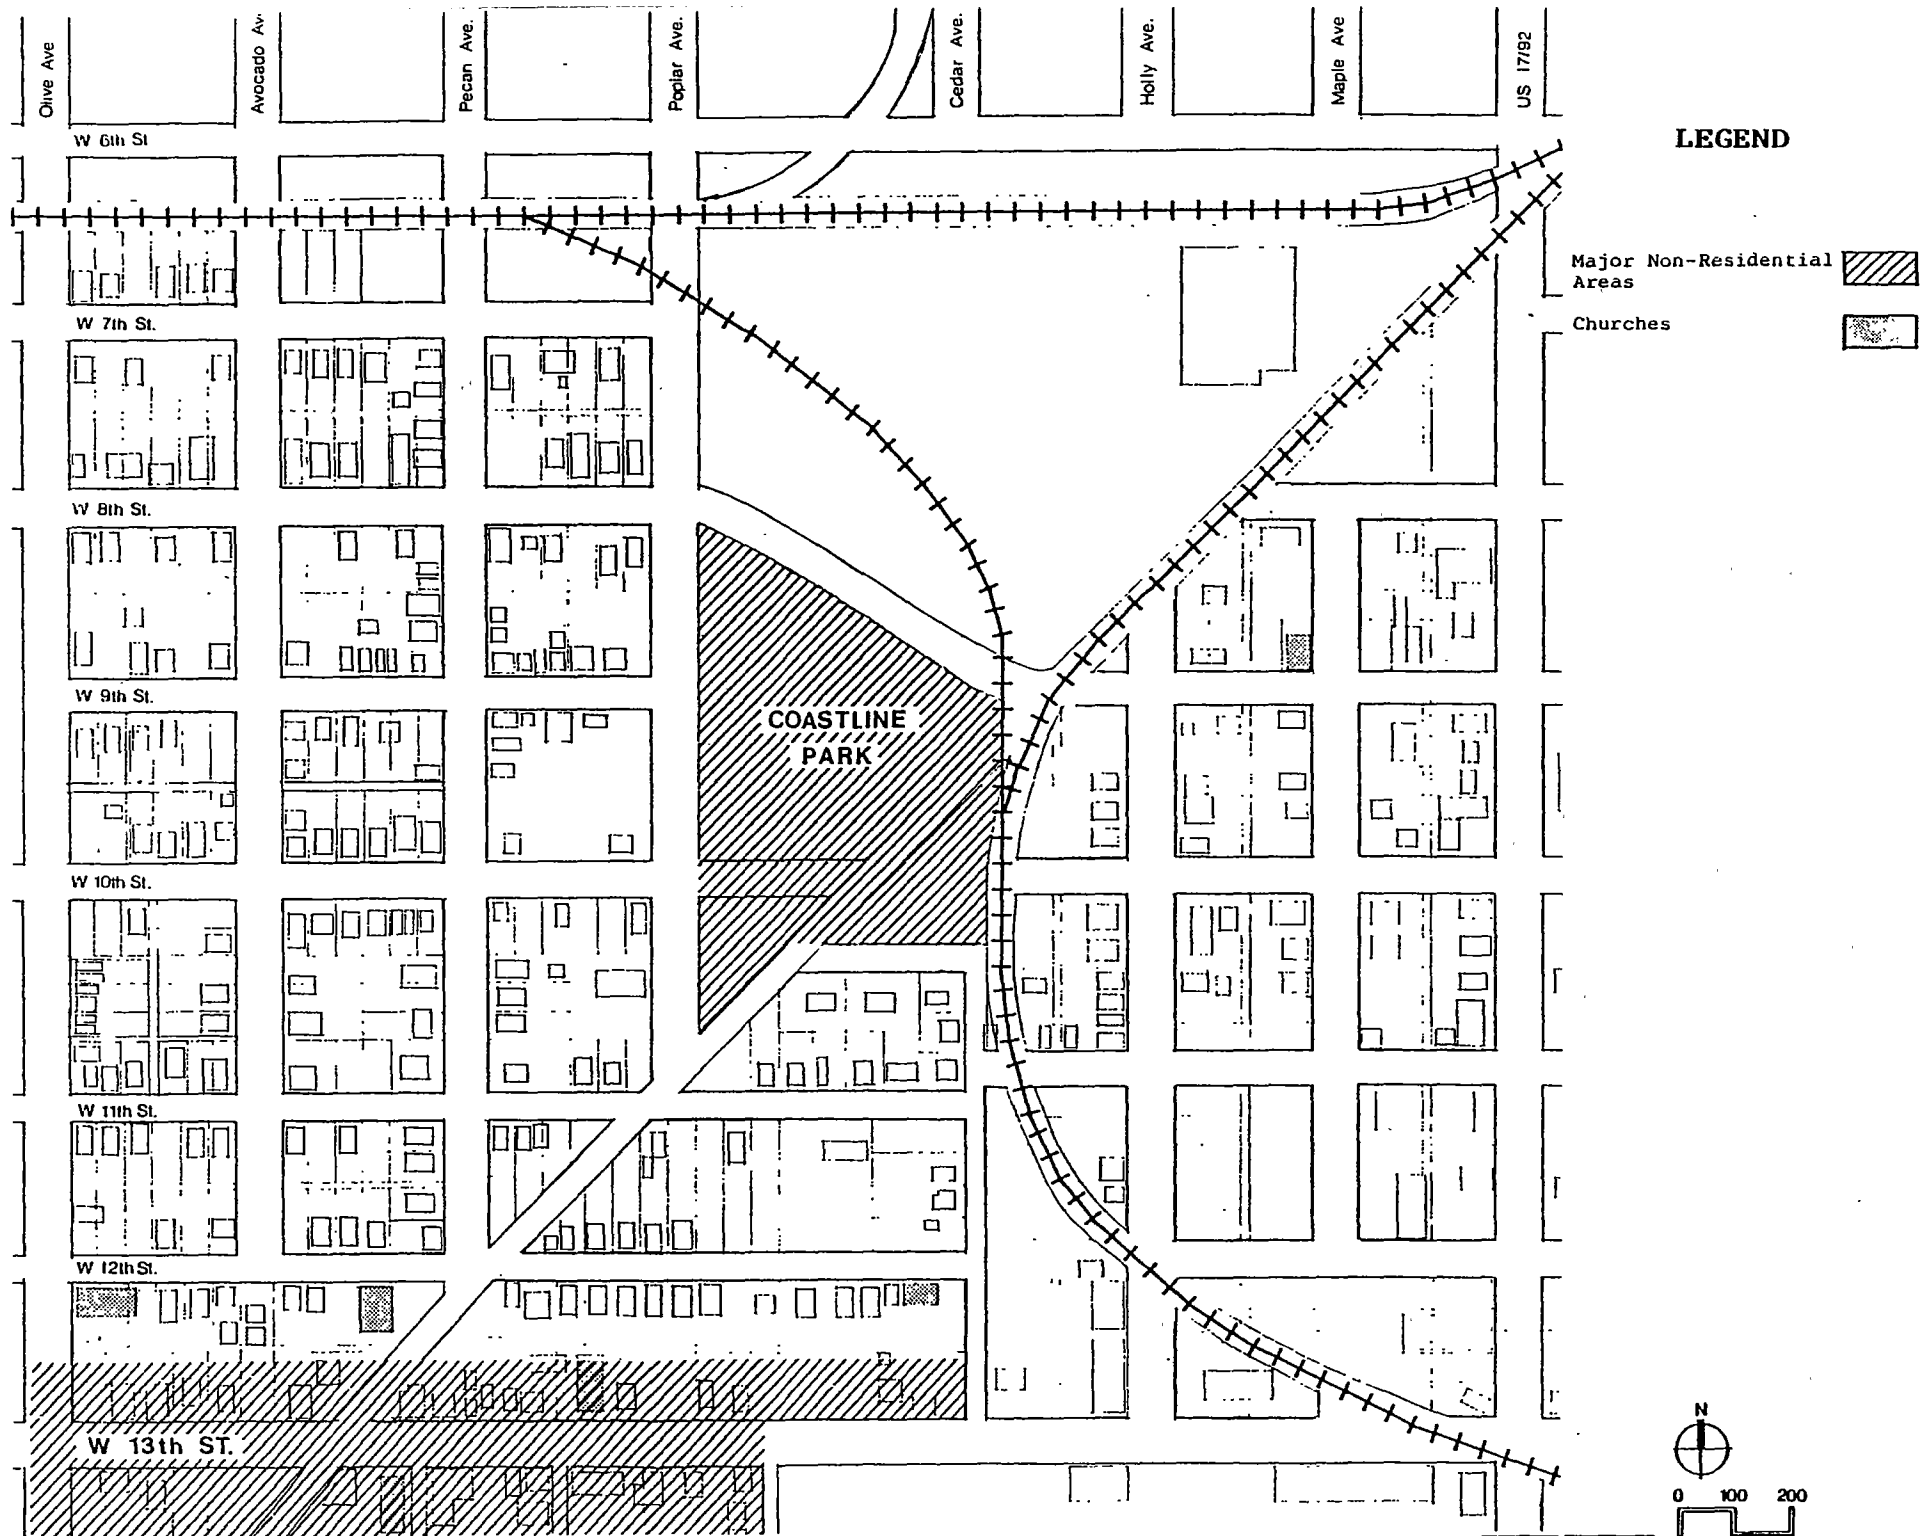 Olive Ave
Avocado Av.
Pecan Ave.
Poplar Ave.
Cedar Ave.
Holly Ave.
Maple Ave
US 17/92
W 6th St
LEGEND
Major Non-Residential
Areas
W 7th St.
Churches
W 8th St.
W 9th St.
COASTLINE
PARK
W 10th St.
W 11th St.
W 12th St.
W 13th ST.
N
0 100 200